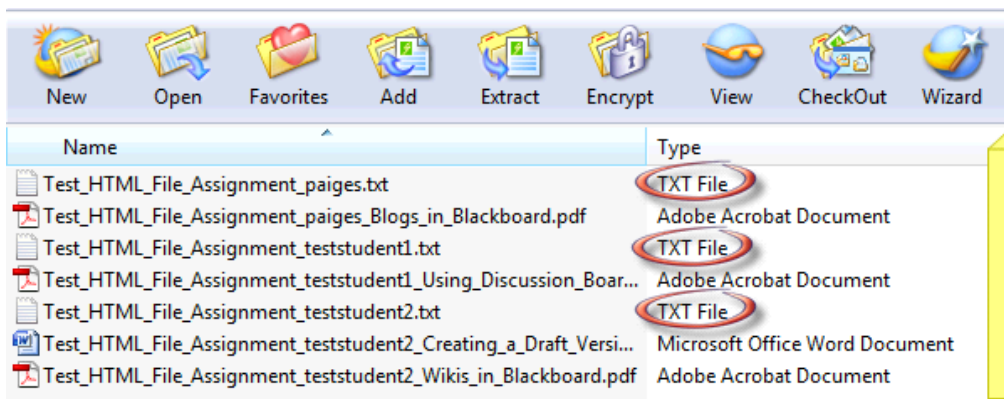 New Open Favorites Add Extract Encrypt View CheckOut Wizard
Name Type
Test_HTML_File_Assignment_paiges.txt TXT File
Test_HTML_File_Assignment_paiges_Blogs_in_Blackboard.pdf Adobe Acrobat Document
Test_HTML_File_Assignment_teststudent1.txt TXT File
Test_HTML_File_Assignment_teststudent1_Using_Discussion_Boar... Adobe Acrobat Document
Test_HTML_File_Assignment_teststudent2.txt TXT File
Test_HTML_File_Assignment_teststudent2_Creating_a_Draft_Versi... Microsoft Office Word Document
Test_HTML_File_Assignment_teststudent2_Wikis_in_Blackboard.pdf Adobe Acrobat Document